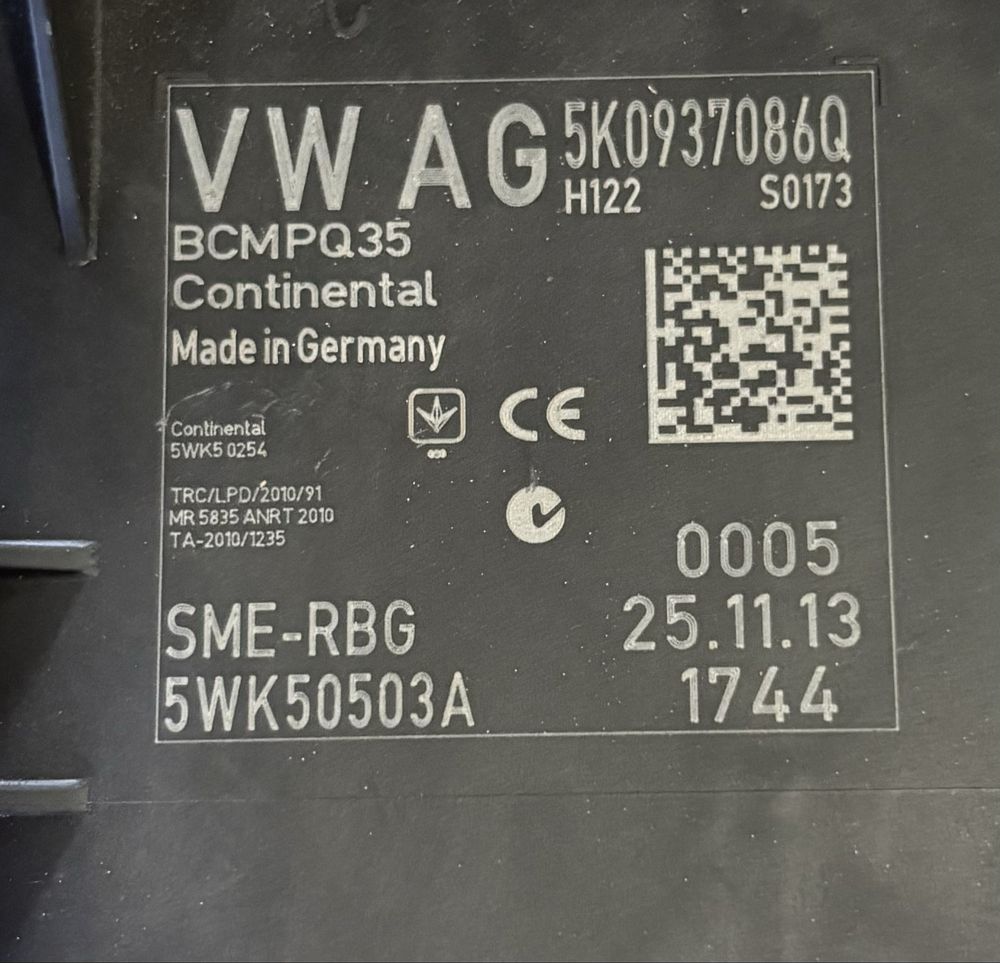 VW AG 5K0937086Q
H122 S0173
BCMPQ35
Continental
Made in Germany
CE
Continental
5WK5 0254
TRC/LPD/2010/91
MR 5835 ANRT 2010
TA-2010/1235
0005
SME-RBG 25.11.13
5WK50503A 1744